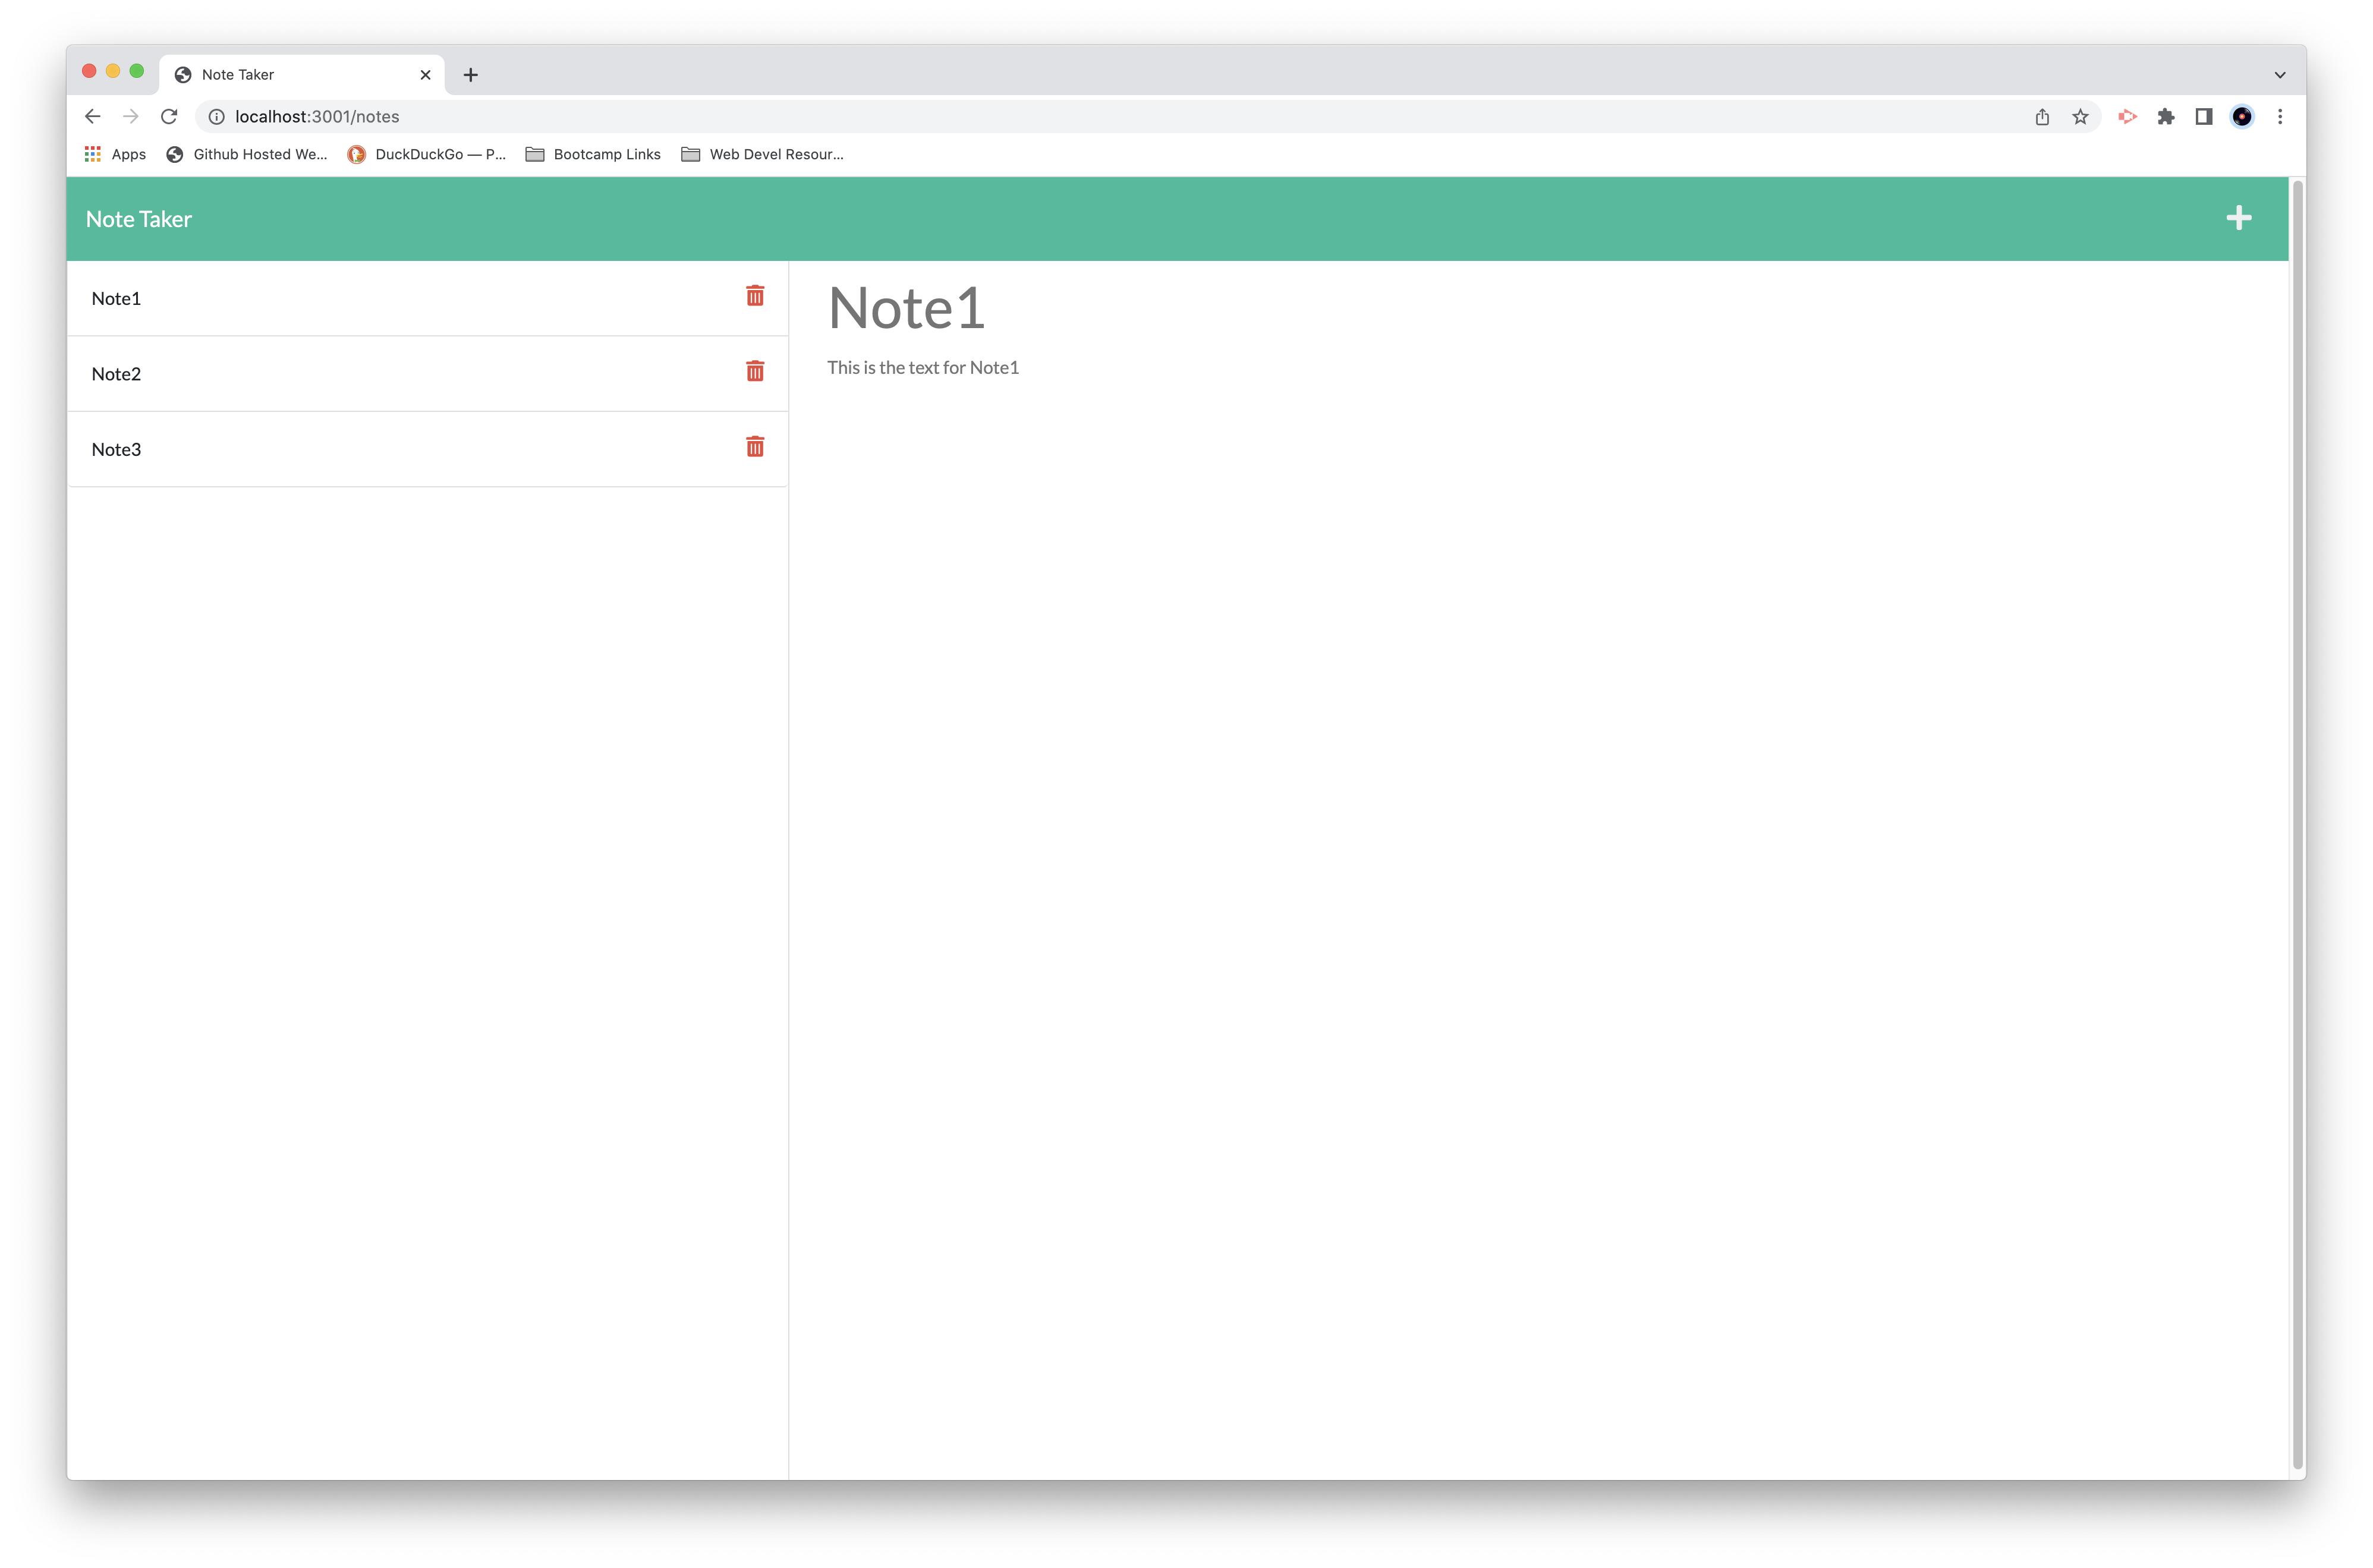 Note Taker
localhost:3001/notes
Apps Github Hosted We... DuckDuckGo — P... Bootcamp Links Web Devel Resour...
Note Taker
Note1
Note2
Note3
Note1
This is the text for Note1